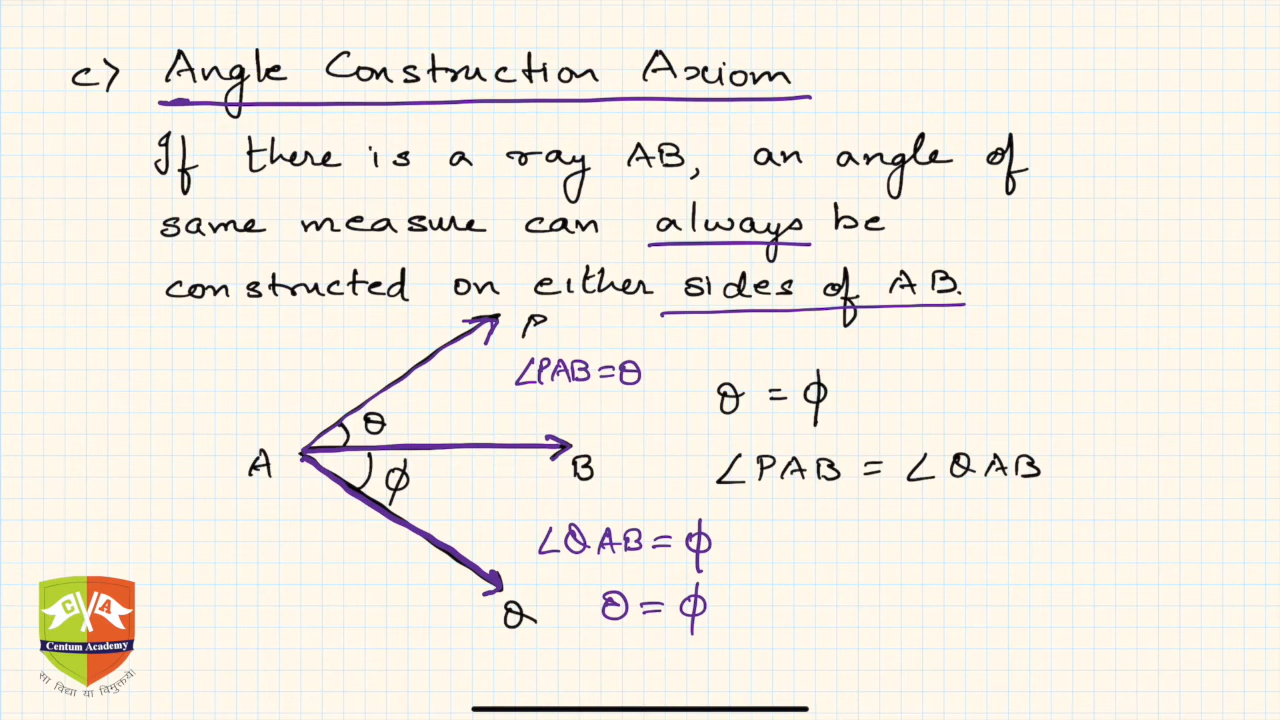 c) Angle Construction Axiom
If there is a ray AB, an angle of
same measure can always be
constructed on either sides of AB.
P
∠PAB = θ
θ
θ = ϕ
A
B
∠PAB = ∠QAB
ϕ
∠QAB = ϕ
Q
θ = ϕ
C A
Centum Academy
सा विद्या या विमुक्तये।